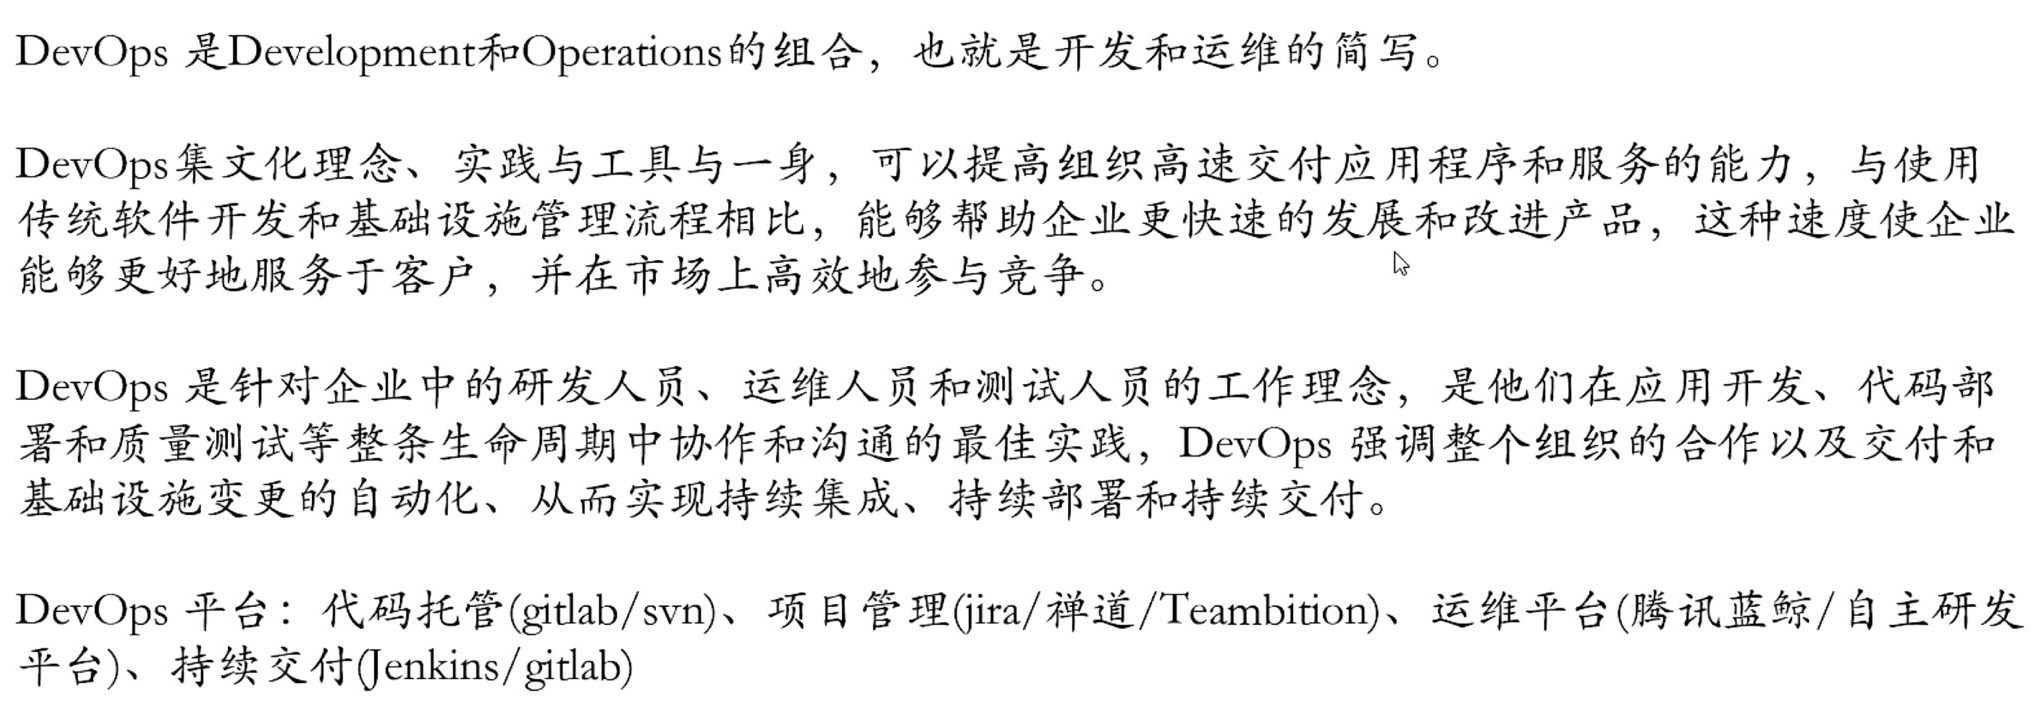 DevOps 是Development和Operations的组合，也就是开发和运维的简写。
DevOps集文化理念、实践与工具与一身，可以提高组织高速交付应用程序和服务的能力，与使用
传统软件开发和基础设施管理流程相比，能够帮助企业更快速的发展和改进产品，这种速度使企业
能够更好地服务于客户，并在市场上高效地参与竞争。
DevOps 是针对企业中的研发人员、运维人员和测试人员的工作理念，是他们在应用开发、代码部
署和质量测试等整条生命周期中协作和沟通的最佳实践，DevOps 强调整个组织的合作以及交付和
基础设施变更的自动化、从而实现持续集成、持续部署和持续交付。
DevOps 平台：代码托管(gitlab/svn)、项目管理(jira/禅道/Teambition)、运维平台(腾讯蓝鲸/自主研发
平台)、持续交付(Jenkins/gitlab)